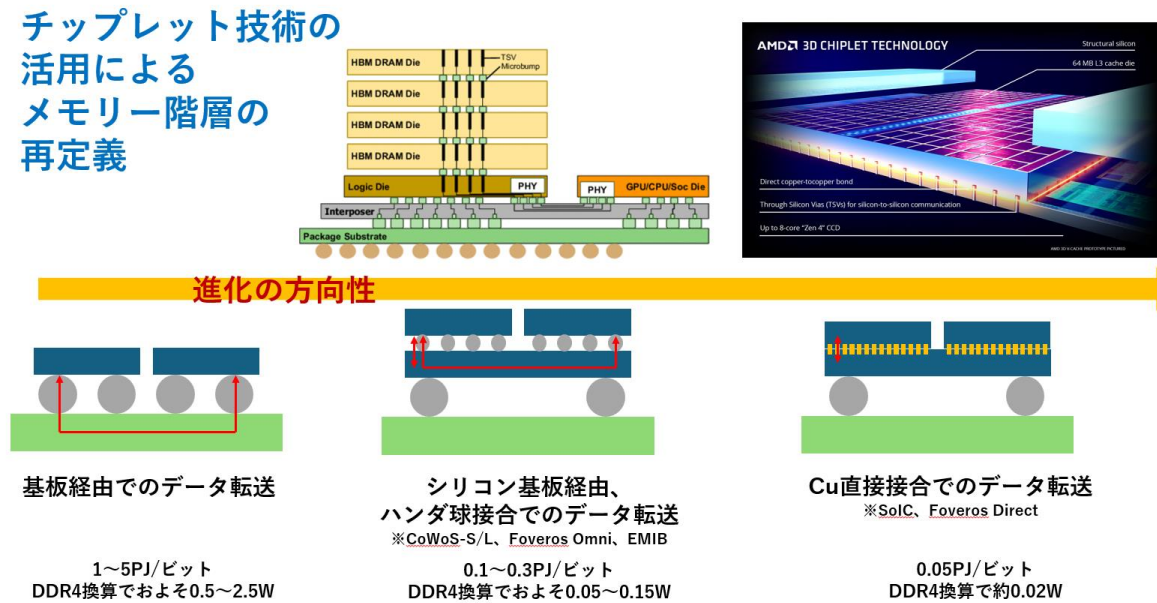 チップレット技術の
活用による
メモリー階層の
再定義
HBM DRAM Die
TSV
Microbump
HBM DRAM Die
HBM DRAM Die
HBM DRAM Die
Logic Die
PHY
PHY
GPU/CPU/Soc Die
Interposer
Package Substrate
AMD 3D CHIPLET TECHNOLOGY
Structural silicon
64 MB L3 cache die
Direct copper-tocopper bond
Through Silicon Vias (TSVs) for silicon-to-silicon communication
Up to 8-core "Zen 4" CCD
進化の方向性
基板経由でのデータ転送
1～5PJ/ビット
DDR4換算でおよそ0.5～2.5W
シリコン基板経由、
ハンダ球接合でのデータ転送
※CoWoS-S/L、Foveros Omni、EMIB
0.1～0.3PJ/ビット
DDR4換算でおよそ0.05～0.15W
Cu直接接合でのデータ転送
※SoIC、Foveros Direct
0.05PJ/ビット
DDR4換算で約0.02W